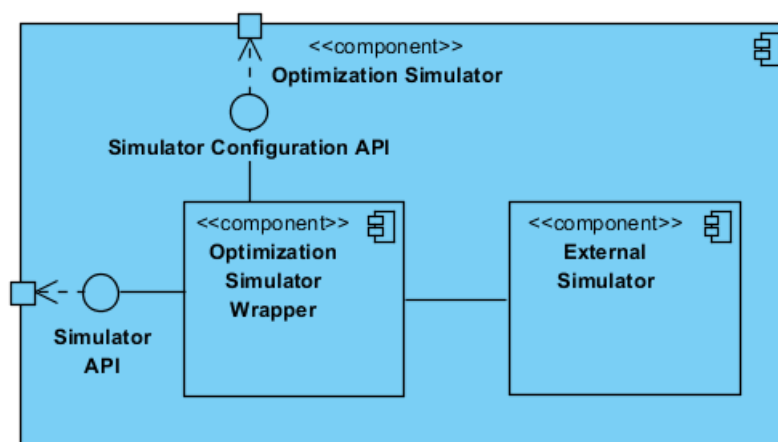 <<component>>
Optimization Simulator
Simulator Configuration API
<<component>>
Optimization
Simulator
Wrapper
<<component>>
External
Simulator
Simulator
API